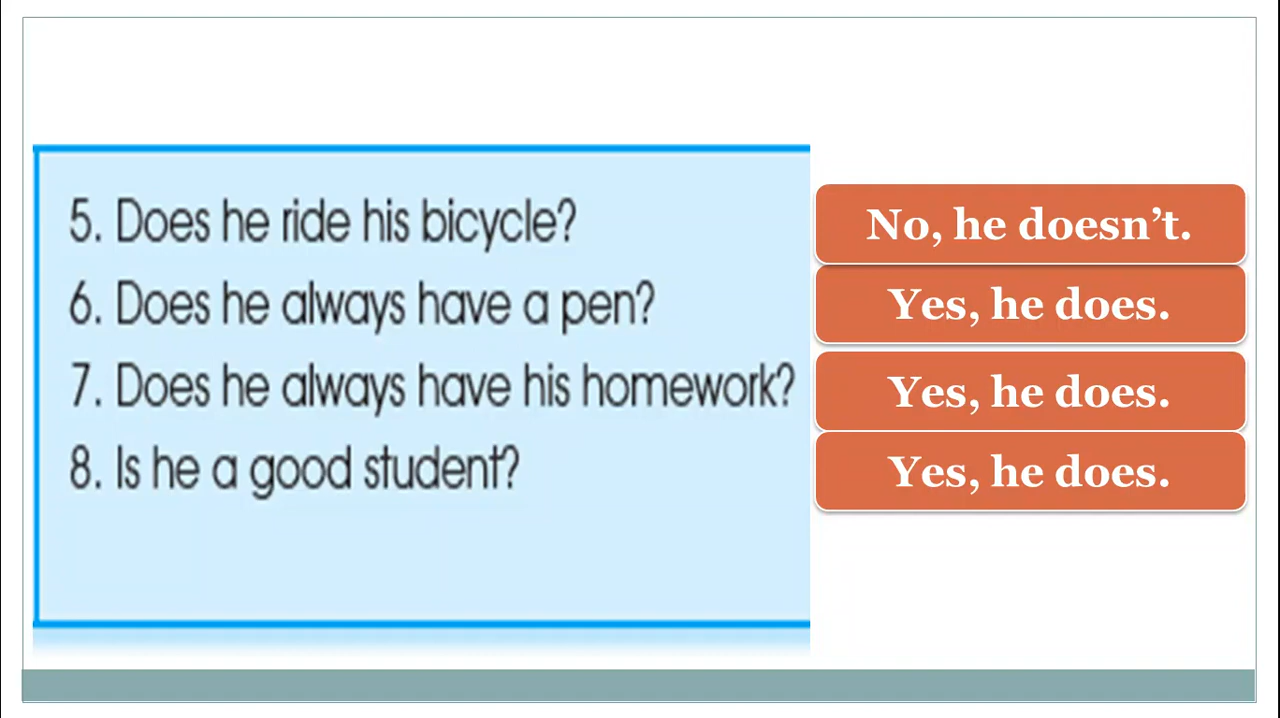 5. Does he ride his bicycle? No, he doesn’t.
6. Does he always have a pen? Yes, he does.
7. Does he always have his homework? Yes, he does.
8. Is he a good student? Yes, he does.